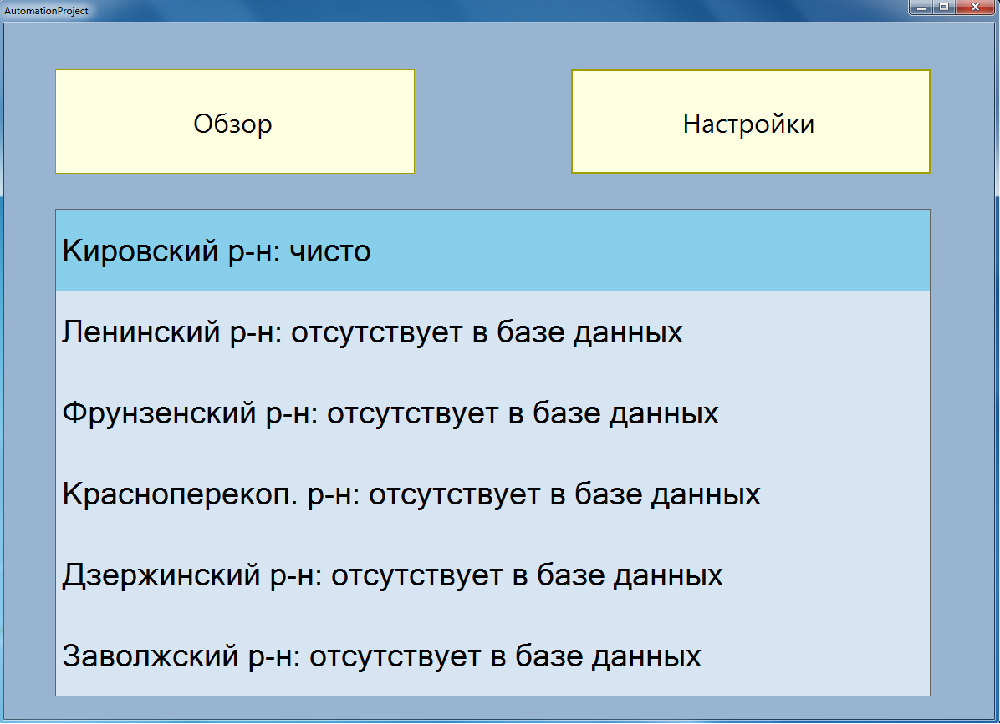 AutomationProject
Обзор
Настройки
Кировский р-н: чисто
Ленинский р-н: отсутствует в базе данных
Фрунзенский р-н: отсутствует в базе данных
Красноперекоп. р-н: отсутствует в базе данных
Дзержинский р-н: отсутствует в базе данных
Заволжский р-н: отсутствует в базе данных